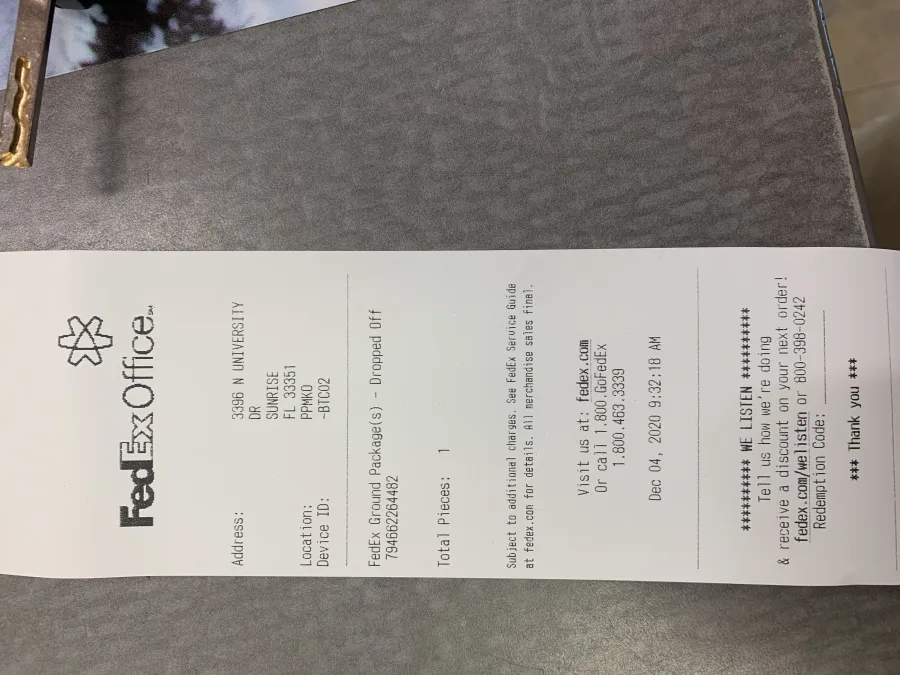 FedEx Office SM
Address: 3396 N UNIVERSITY
DR
SUNRISE
FL 33351
Location: PPMKO
Device ID: -BTC02
FedEx Ground Package(s) - Dropped Off
794662264482
Total Pieces: 1
Subject to additional charges. See FedEx Service Guide
at fedex.com for details. All merchandise sales final.
Visit us at: fedex.com
Or call 1.800.GoFedEx
1.800.463.3339
Dec 04, 2020 9:32:18 AM
********** WE LISTEN **********
Tell us how we're doing
& receive a discount on your next order!
fedex.com/welisten or 800-398-0242
Redemption Code: ____________
*** Thank you ***